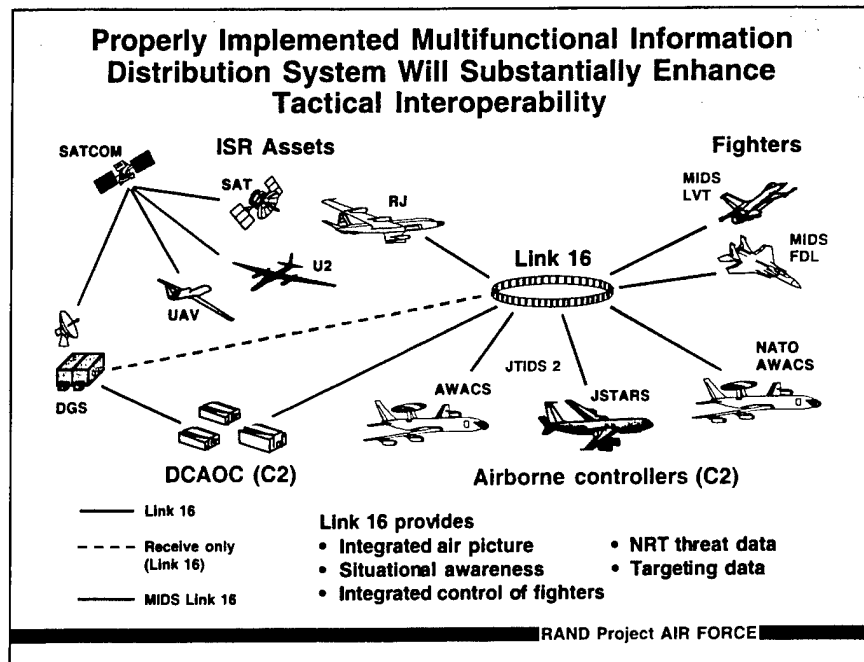 Properly Implemented Multifunctional Information
Distribution System Will Substantially Enhance
Tactical Interoperability
SATCOM
ISR Assets
Fighters
SAT
RJ
MIDS
LVT
Link 16
MIDS
FDL
U2
UAV
DGS
JTIDS 2
AWACS
JSTARS
NATO
AWACS
DCAOC (C2)
Airborne controllers (C2)
Link 16
Receive only
(Link 16)
MIDS Link 16
Link 16 provides
• Integrated air picture
• Situational awareness
• Integrated control of fighters
• NRT threat data
• Targeting data
RAND Project AIR FORCE